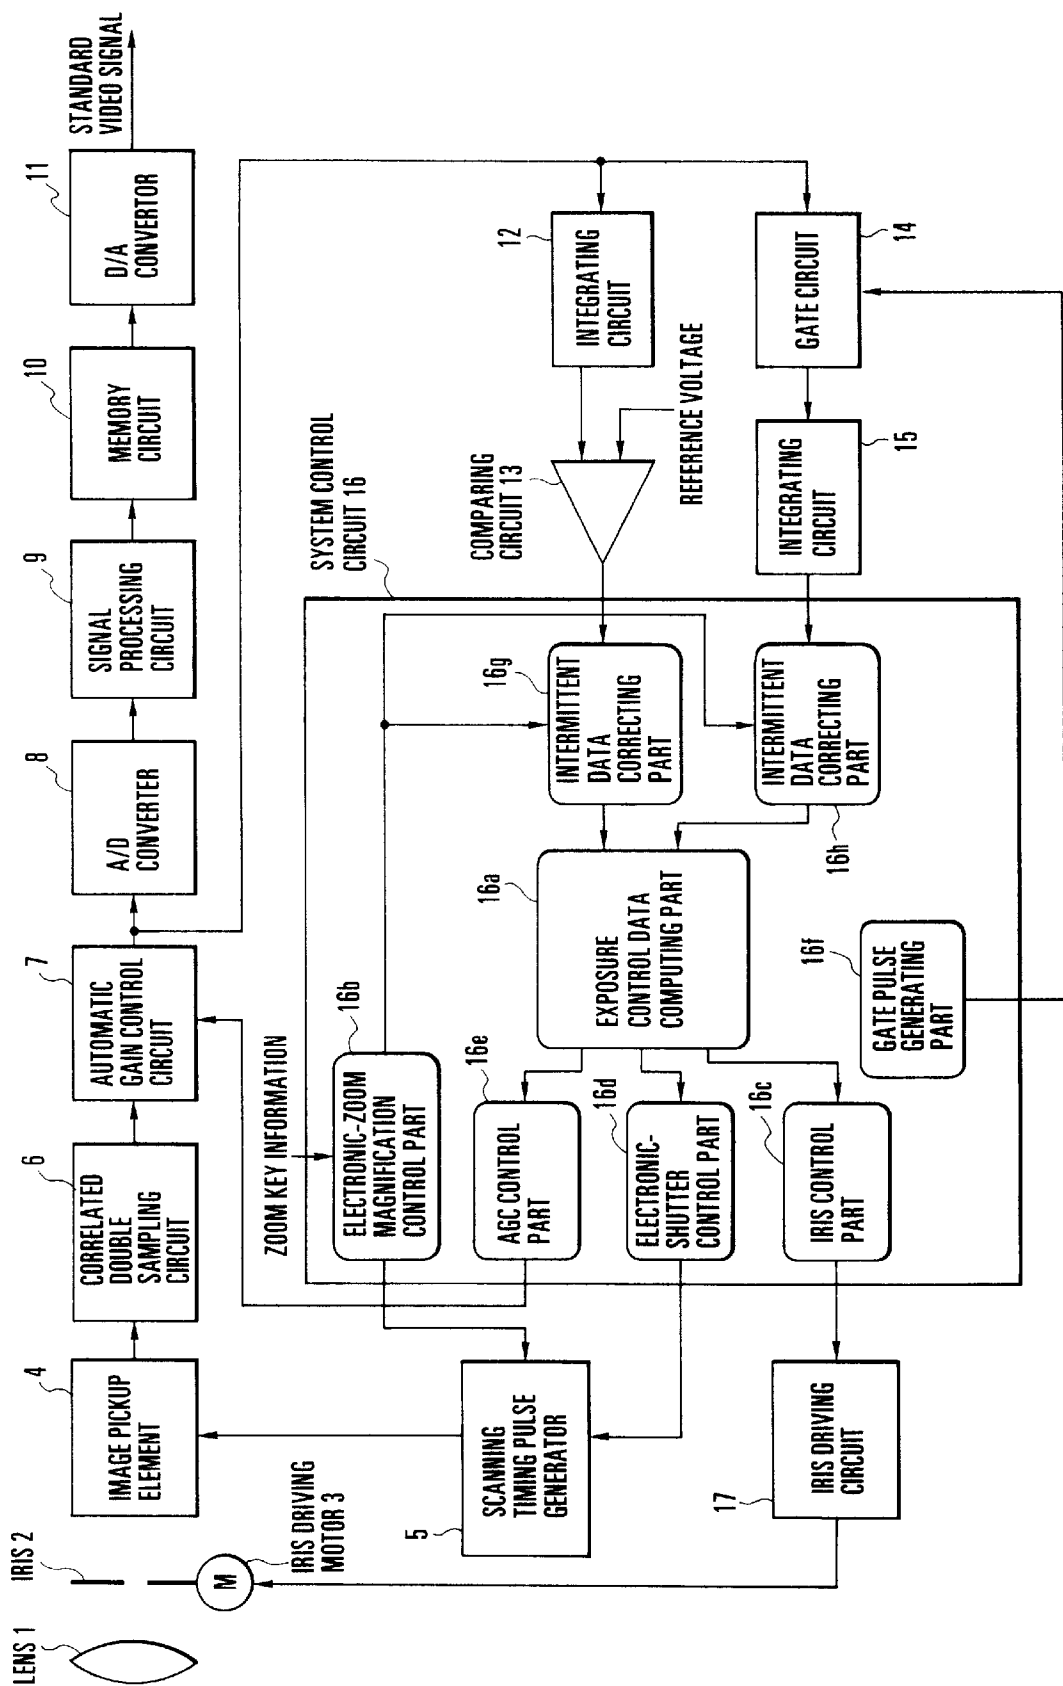 LENS 1
IRIS 2
M
IRIS DRIVING
MOTOR 3
4
IMAGE PICKUP
ELEMENT
6
CORRELATED
DOUBLE
SAMPLING
CIRCUIT
7
AUTOMATIC
GAIN CONTROL
CIRCUIT
8
A/D
CONVERTER
9
SIGNAL
PROCESSING
CIRCUIT
10
MEMORY
CIRCUIT
11
D/A
CONVERTOR
STANDARD
VIDEO SIGNAL
5
SCANNING
TIMING PULSE
GENERATOR
17
IRIS DRIVING
CIRCUIT
ZOOM KEY INFORMATION
16b
ELECTRONIC-ZOOM
MAGNIFICATION
CONTROL PART
16e
AGC CONTROL
PART
16d
ELECTRONIC-
SHUTTER
CONTROL PART
16c
IRIS CONTROL
PART
16a
EXPOSURE
CONTROL DATA
COMPUTING PART
16f
GATE PULSE
GENERATING
PART
16g
INTERMITTENT
DATA
CORRECTING
PART
16h
INTERMITTENT
DATA
CORRECTING
PART
SYSTEM CONTROL
CIRCUIT 16
COMPARING
CIRCUIT 13
REFERENCE VOLTAGE
12
INTEGRATING
CIRCUIT
14
GATE CIRCUIT
15
INTEGRATING
CIRCUIT